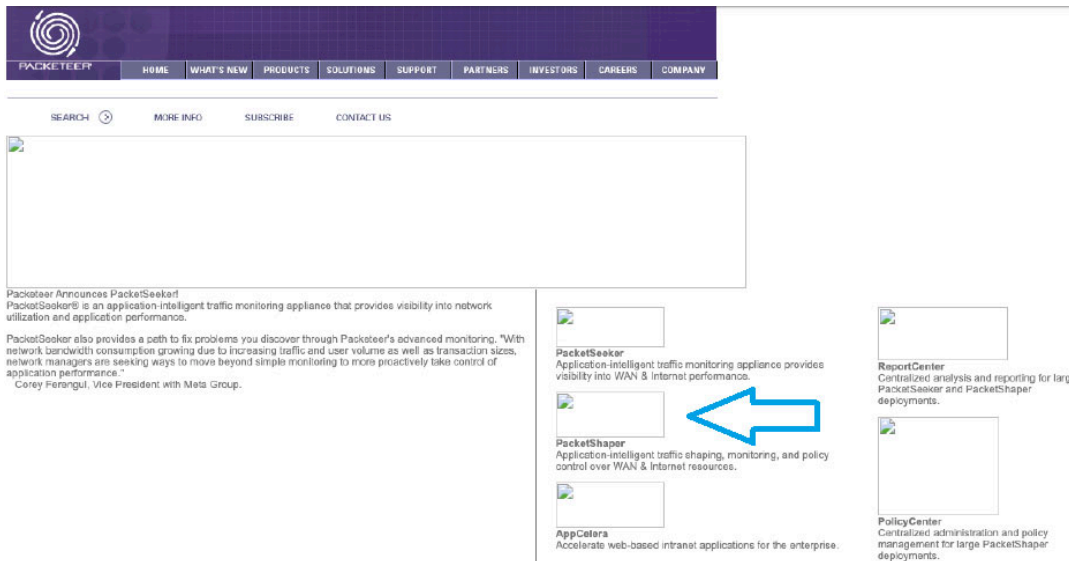 PACKETEER
HOME WHAT'S NEW PRODUCTS SOLUTIONS SUPPORT PARTNERS INVESTORS CAREERS COMPANY
SEARCH MORE INFO SUBSCRIBE CONTACT US
Packeteer Announces PacketSeeker!
PacketSeeker® is an application-intelligent traffic monitoring appliance that provides visibility into network
utilization and application performance.
PacketSeeker also provides a path to fix problems you discover through Packeteer's advanced monitoring. "With
network bandwidth consumption growing due to increasing traffic and user volume as well as transaction sizes,
network managers are seeking ways to move beyond simple monitoring to more proactively take control of
application performance."
Corey Ferengul, Vice President with Meta Group.
PacketSeeker
Application-intelligent traffic monitoring appliance provides
visibility into WAN & Internet performance.
PacketShaper
Application-intelligent traffic shaping, monitoring, and policy
control over WAN & Internet resources.
AppCelera
Accelerate web-based intranet applications for the enterprise.
ReportCenter
Centralized analysis and reporting for larg
PacketSeeker and PacketShaper
deployments.
PolicyCenter
Centralized administration and policy
management for large PacketShaper
deployments.